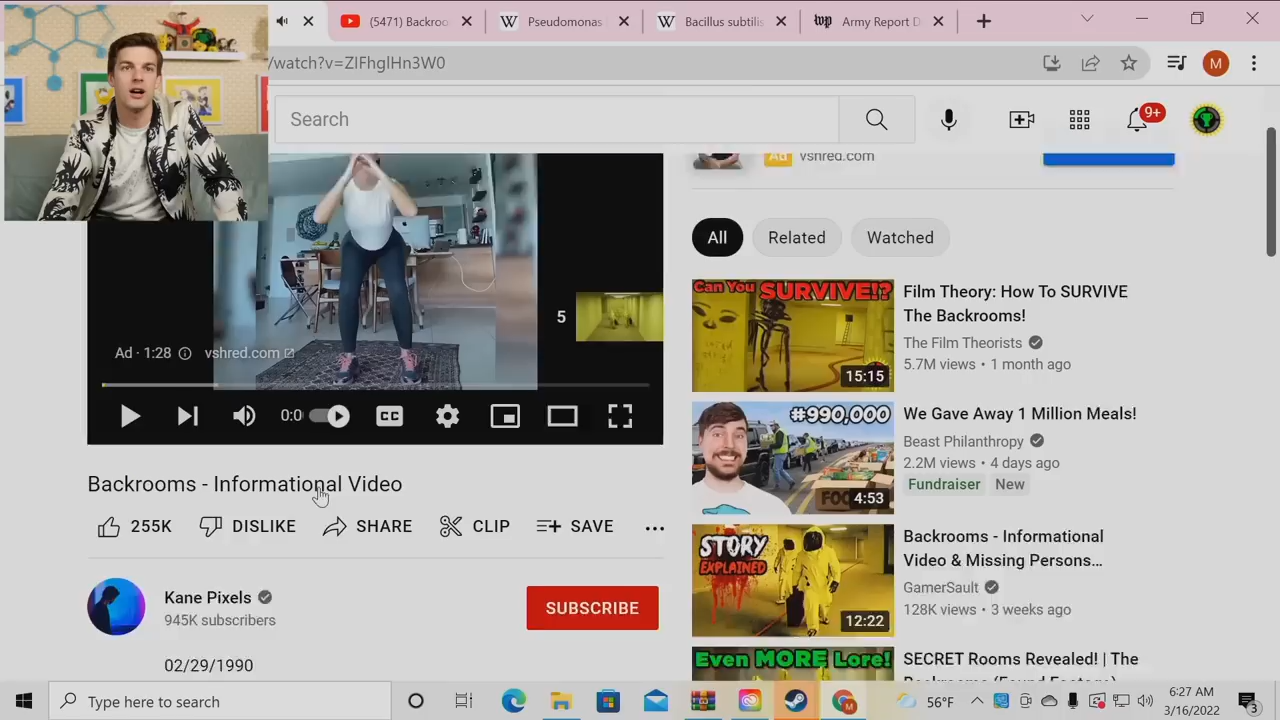 (5471) Backroo
Pseudomonas
Bacillus subtilis
Army Report D
/watch?v=ZIFhglHn3W0
M
Search
9+
Ad vshred.com
All
Related
Watched
5
Ad · 1:28
vshred.com
0:0
CC
Backrooms - Informational Video
255K
DISLIKE
SHARE
CLIP
SAVE
Kane Pixels
945K subscribers
SUBSCRIBE
02/29/1990
Can You SURVIVE!?
15:15
Film Theory: How To SURVIVE
The Backrooms!
The Film Theorists
5.7M views • 1 month ago
#990,000
4:53
We Gave Away 1 Million Meals!
Beast Philanthropy
2.2M views • 4 days ago
Fundraiser
New
STORY
EXPLAINED
12:22
Backrooms - Informational
Video & Missing Persons...
GamerSault
128K views • 3 weeks ago
Even MORE Lore!
SECRET Rooms Revealed! | The
Type here to search
M
56°F
6:27 AM
3/16/2022
3